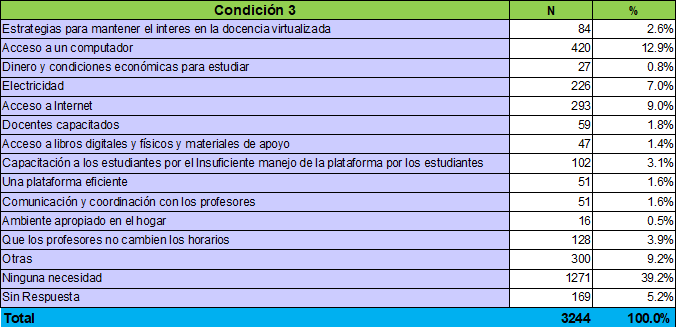 Condición 3 N %
Estrategias para mantener el interes en la docencia virtualizada 84 2.6%
Acceso a un computador 420 12.9%
Dinero y condiciones económicas para estudiar 27 0.8%
Electricidad 226 7.0%
Acceso a Internet 293 9.0%
Docentes capacitados 59 1.8%
Acceso a libros digitales y físicos y materiales de apoyo 47 1.4%
Capacitación a los estudiantes por el Insuficiente manejo de la plataforma por los estudiantes 102 3.1%
Una plataforma eficiente 51 1.6%
Comunicación y coordinación con los profesores 51 1.6%
Ambiente apropiado en el hogar 16 0.5%
Que los profesores no cambien los horarios 128 3.9%
Otras 300 9.2%
Ninguna necesidad 1271 39.2%
Sin Respuesta 169 5.2%
Total 3244 100.0%